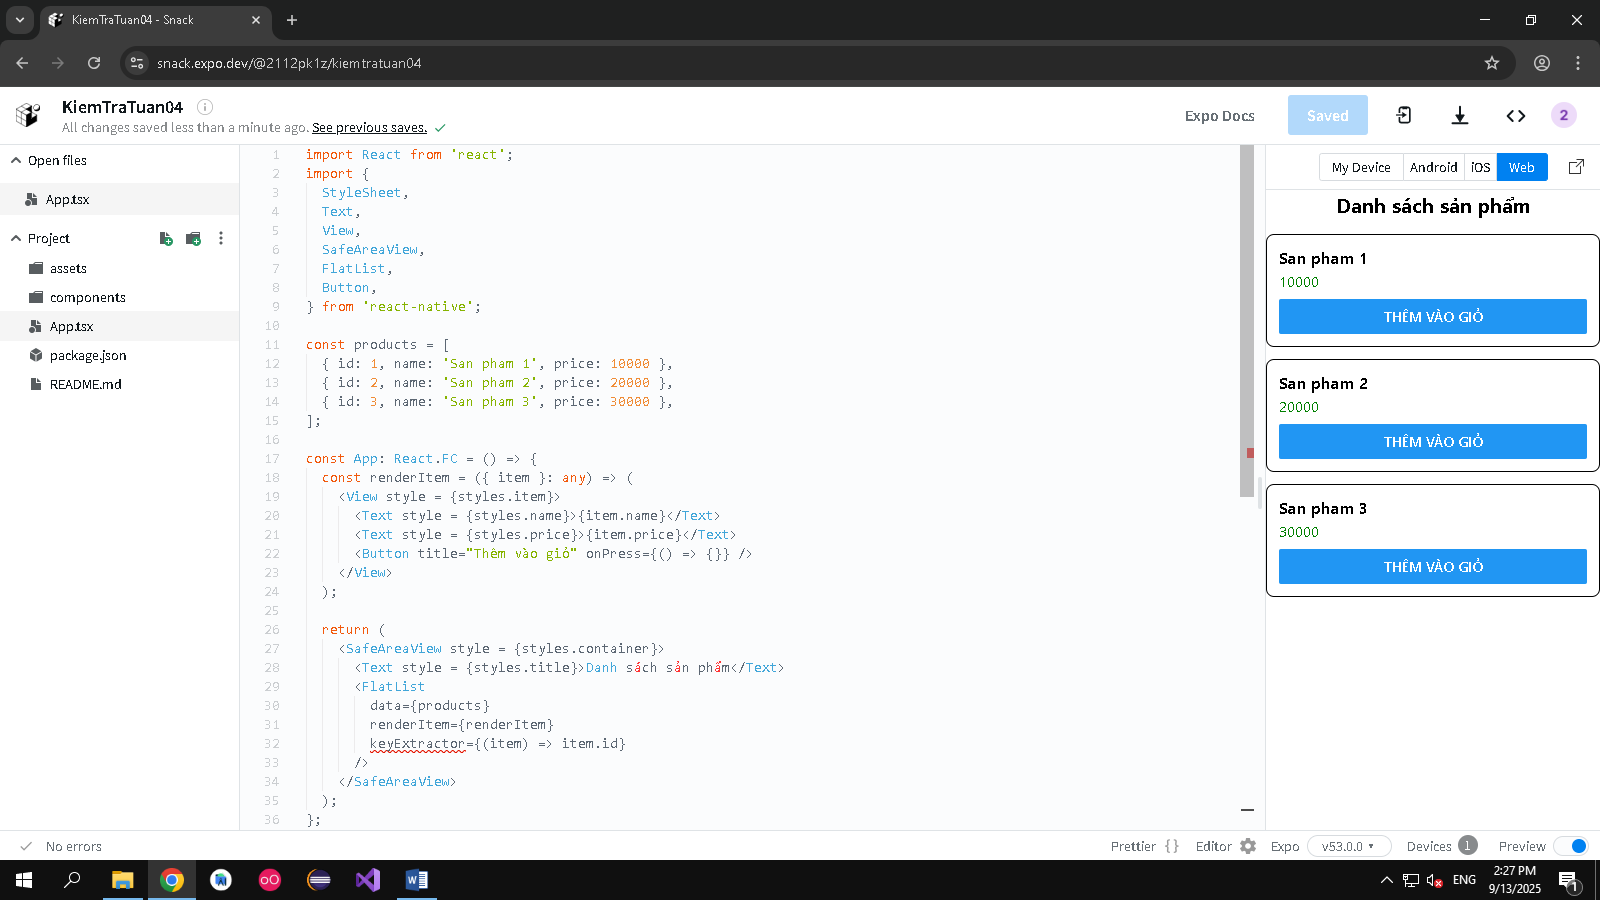 KiemTraTuan04 - Snack
snack.expo.dev/@2112pk1z/kiemtratuan04
KiemTraTuan04
All changes saved less than a minute ago. See previous saves.
Expo Docs
Saved
2
Open files
App.tsx
Project
assets
components
App.tsx
package.json
README.md
1 import React from 'react';
2 import {
3 StyleSheet,
4 Text,
5 View,
6 SafeAreaView,
7 FlatList,
8 Button,
9 } from 'react-native';
10
11 const products = [
12 { id: 1, name: 'San pham 1', price: 10000 },
13 { id: 2, name: 'San pham 2', price: 20000 },
14 { id: 3, name: 'San pham 3', price: 30000 },
15 ];
16
17 const App: React.FC = () => {
18 const renderItem = ({ item }: any) => (
19 <View style = {styles.item}>
20 <Text style = {styles.name}>{item.name}</Text>
21 <Text style = {styles.price}>{item.price}</Text>
22 <Button title="Thêm vào giỏ" onPress={() => {}} />
23 </View>
24 );
25
26 return (
27 <SafeAreaView style = {styles.container}>
28 <Text style = {styles.title}>Danh sách sản phẩm</Text>
29 <FlatList
30 data={products}
31 renderItem={renderItem}
32 keyExtractor={(item) => item.id}
33 />
34 </SafeAreaView>
35 );
36 };
My Device
Android
iOS
Web
Danh sách sản phẩm
San pham 1
10000
THÊM VÀO GIỎ
San pham 2
20000
THÊM VÀO GIỎ
San pham 3
30000
THÊM VÀO GIỎ
No errors
Prettier { }
Editor
Expo
v53.0.0
Devices 1
Preview
ENG
2:27 PM
9/13/2025
1